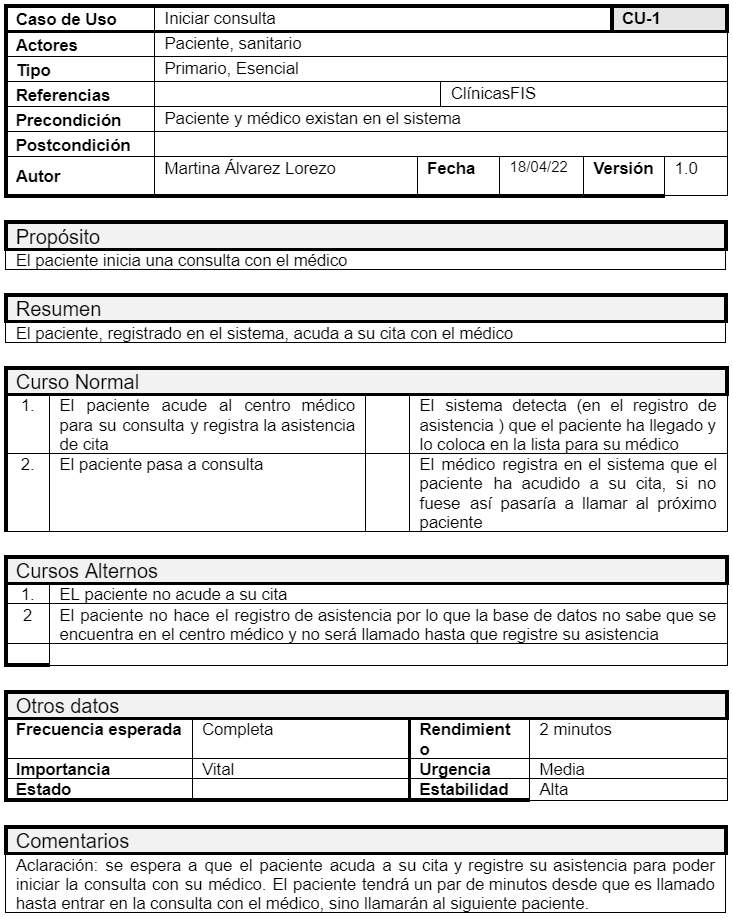 Caso de Uso Iniciar consulta CU-1
Actores Paciente, sanitario
Tipo Primario, Esencial
Referencias ClínicasFIS
Precondición Paciente y médico existan en el sistema
Postcondición
Autor Martina Álvarez Lorezo Fecha 18/04/22 Versión 1.0
Propósito
El paciente inicia una consulta con el médico
Resumen
El paciente, registrado en el sistema, acuda a su cita con el médico
Curso Normal
1. El paciente acude al centro médico
para su consulta y registra la asistencia
de cita
El sistema detecta (en el registro de
asistencia ) que el paciente ha llegado y
lo coloca en la lista para su médico
2. El paciente pasa a consulta
El médico registra en el sistema que el
paciente ha acudido a su cita, si no
fuese así pasaría a llamar al próximo
paciente
Cursos Alternos
1. EL paciente no acude a su cita
2 El paciente no hace el registro de asistencia por lo que la base de datos no sabe que se
encuentra en el centro médico y no será llamado hasta que registre su asistencia
Otros datos
Frecuencia esperada Completa Rendimient
o 2 minutos
Importancia Vital Urgencia Media
Estado Estabilidad Alta
Comentarios
Aclaración: se espera a que el paciente acuda a su cita y registre su asistencia para poder
iniciar la consulta con su médico. El paciente tendrá un par de minutos desde que es llamado
hasta entrar en la consulta con el médico, sino llamarán al siguiente paciente.